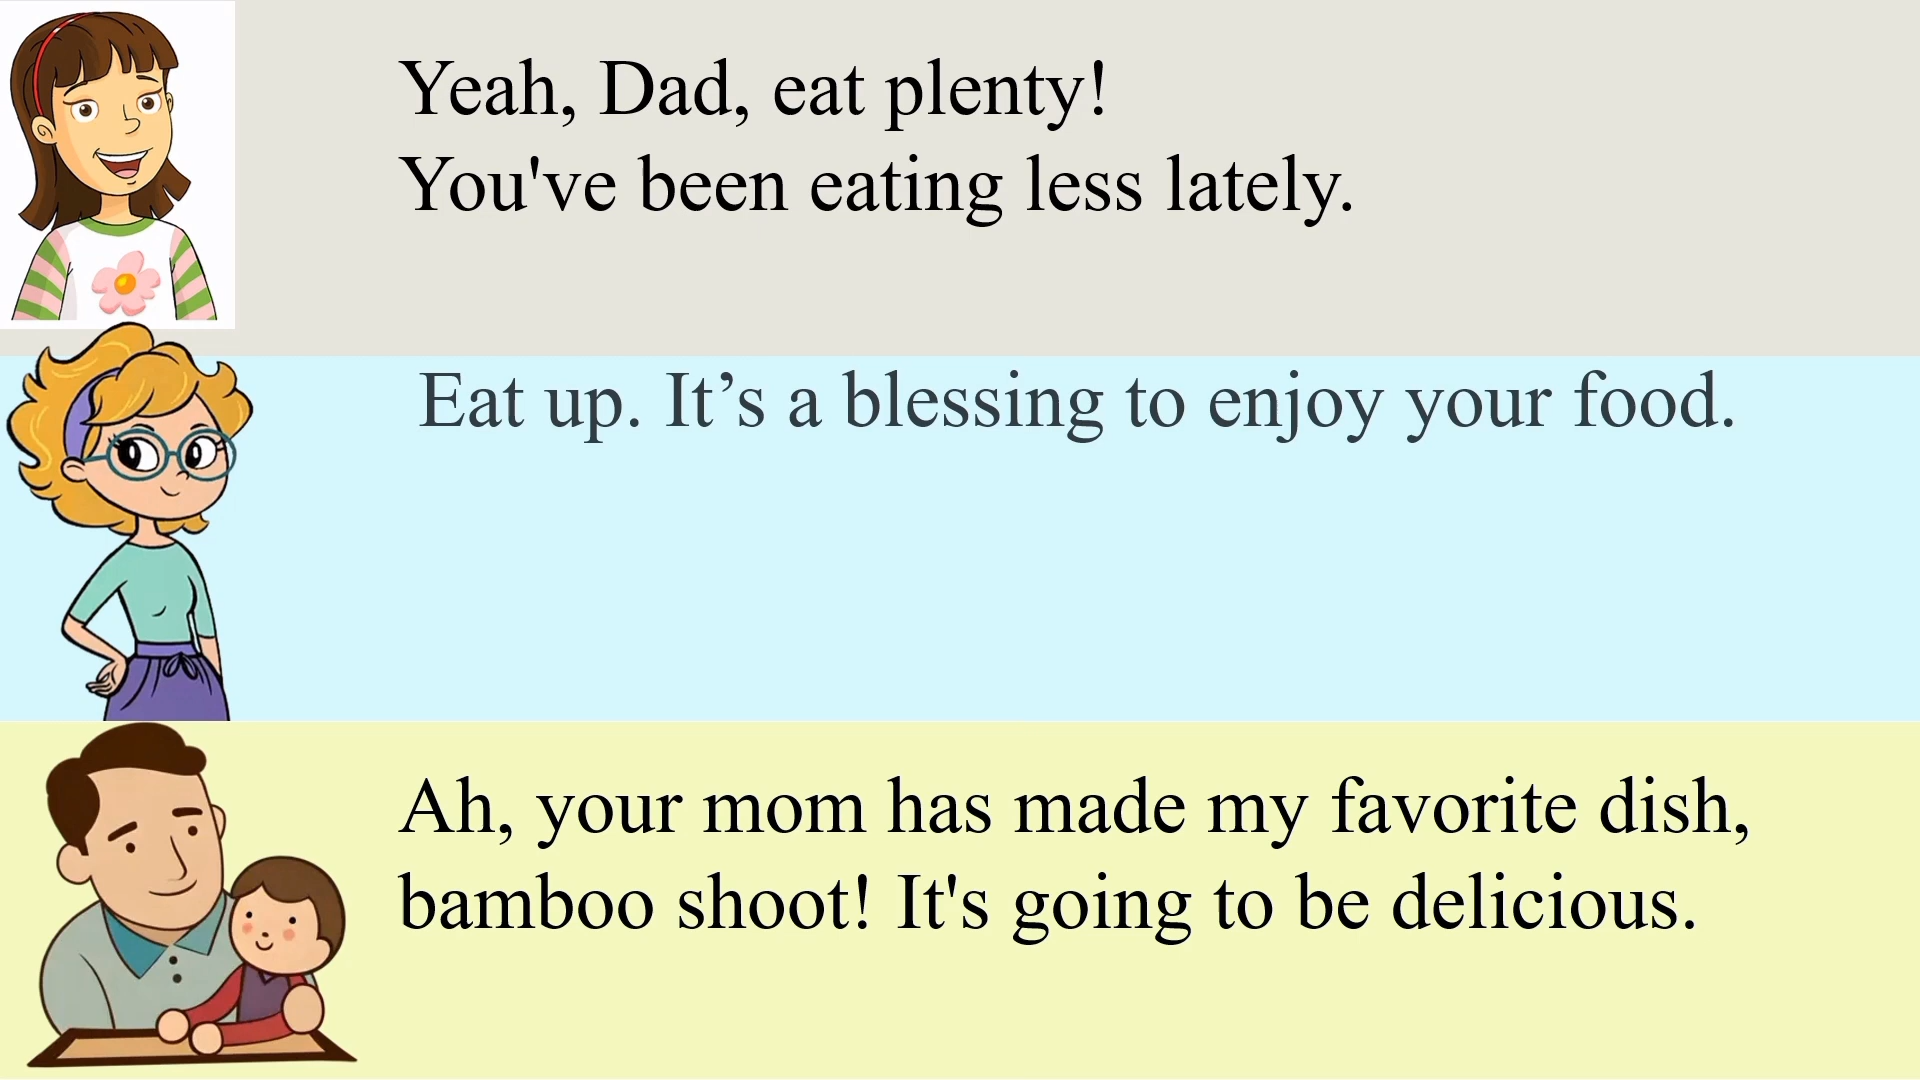 Yeah, Dad, eat plenty!
You've been eating less lately.
Eat up. It’s a blessing to enjoy your food.
Ah, your mom has made my favorite dish,
bamboo shoot! It's going to be delicious.